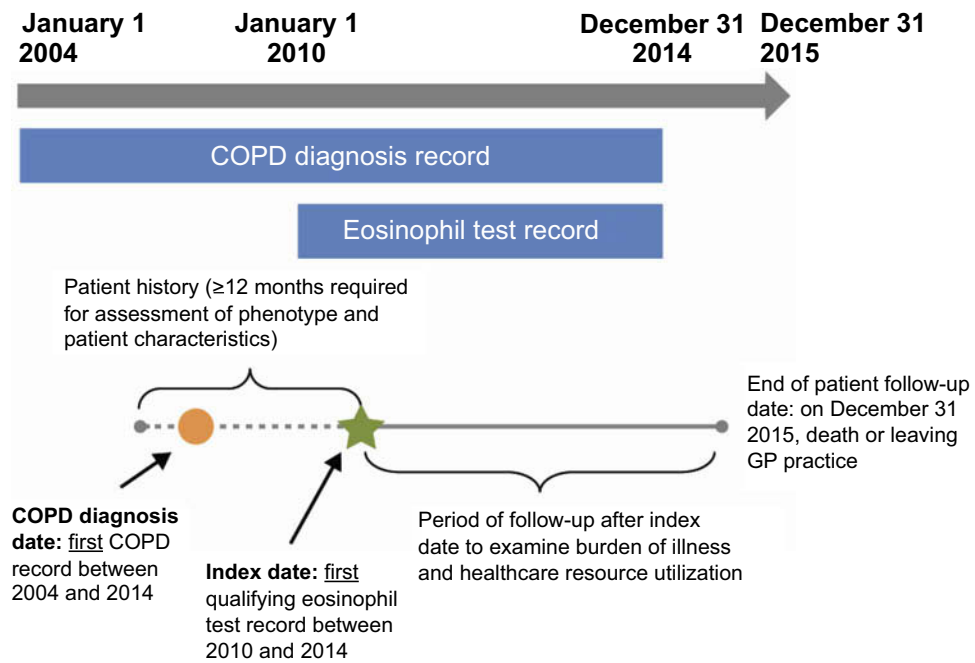 January 1
2004
January 1
2010
December 31
2014
December 31
2015
COPD diagnosis record
Eosinophil test record
Patient history (≥12 months required
for assessment of phenotype and
patient characteristics)
End of patient follow-up
date: on December 31
2015, death or leaving
GP practice
COPD diagnosis
date: first COPD
record between
2004 and 2014
Index date: first
qualifying eosinophil
test record between
2010 and 2014
Period of follow-up after index
date to examine burden of illness
and healthcare resource utilization